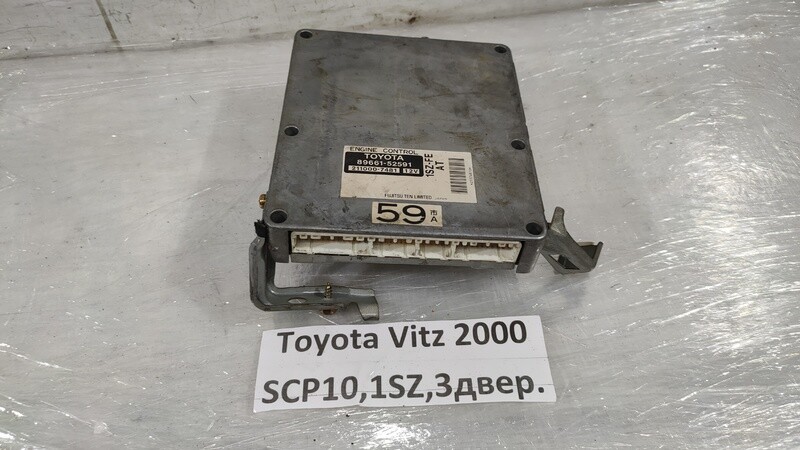 ENGINE CONTROL
TOYOTA
89661-52591
211000-7481 12V
1SZ-FE
AT
FUJITSU TEN LIMITED
59
A
Toyota Vitz 2000
SCP10,1SZ,3двер.